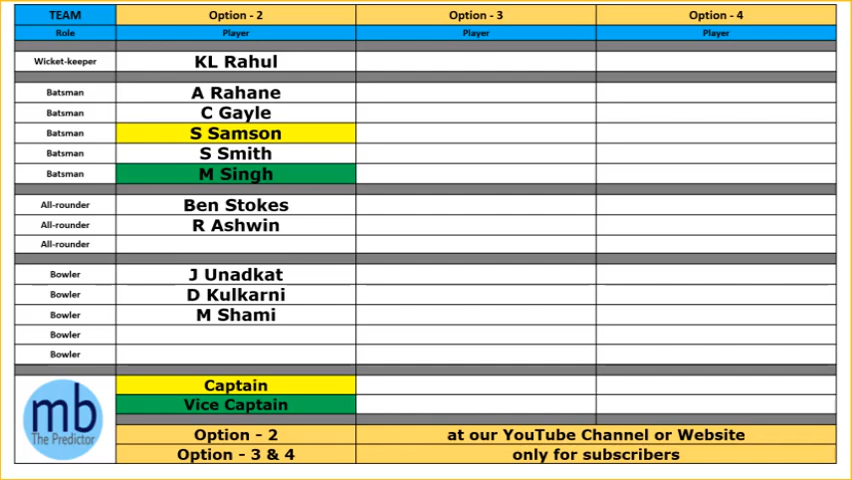 TEAM Option - 2 Option - 3 Option - 4
Role Player Player Player
Wicket-keeper KL Rahul
Batsman A Rahane
Batsman C Gayle
Batsman S Samson
Batsman S Smith
Batsman M Singh
All-rounder Ben Stokes
All-rounder R Ashwin
All-rounder
Bowler J Unadkat
Bowler D Kulkarni
Bowler M Shami
Bowler
Bowler
Captain
Vice Captain
mb
The Predictor
Option - 2 at our YouTube Channel or Website
Option - 3 & 4 only for subscribers